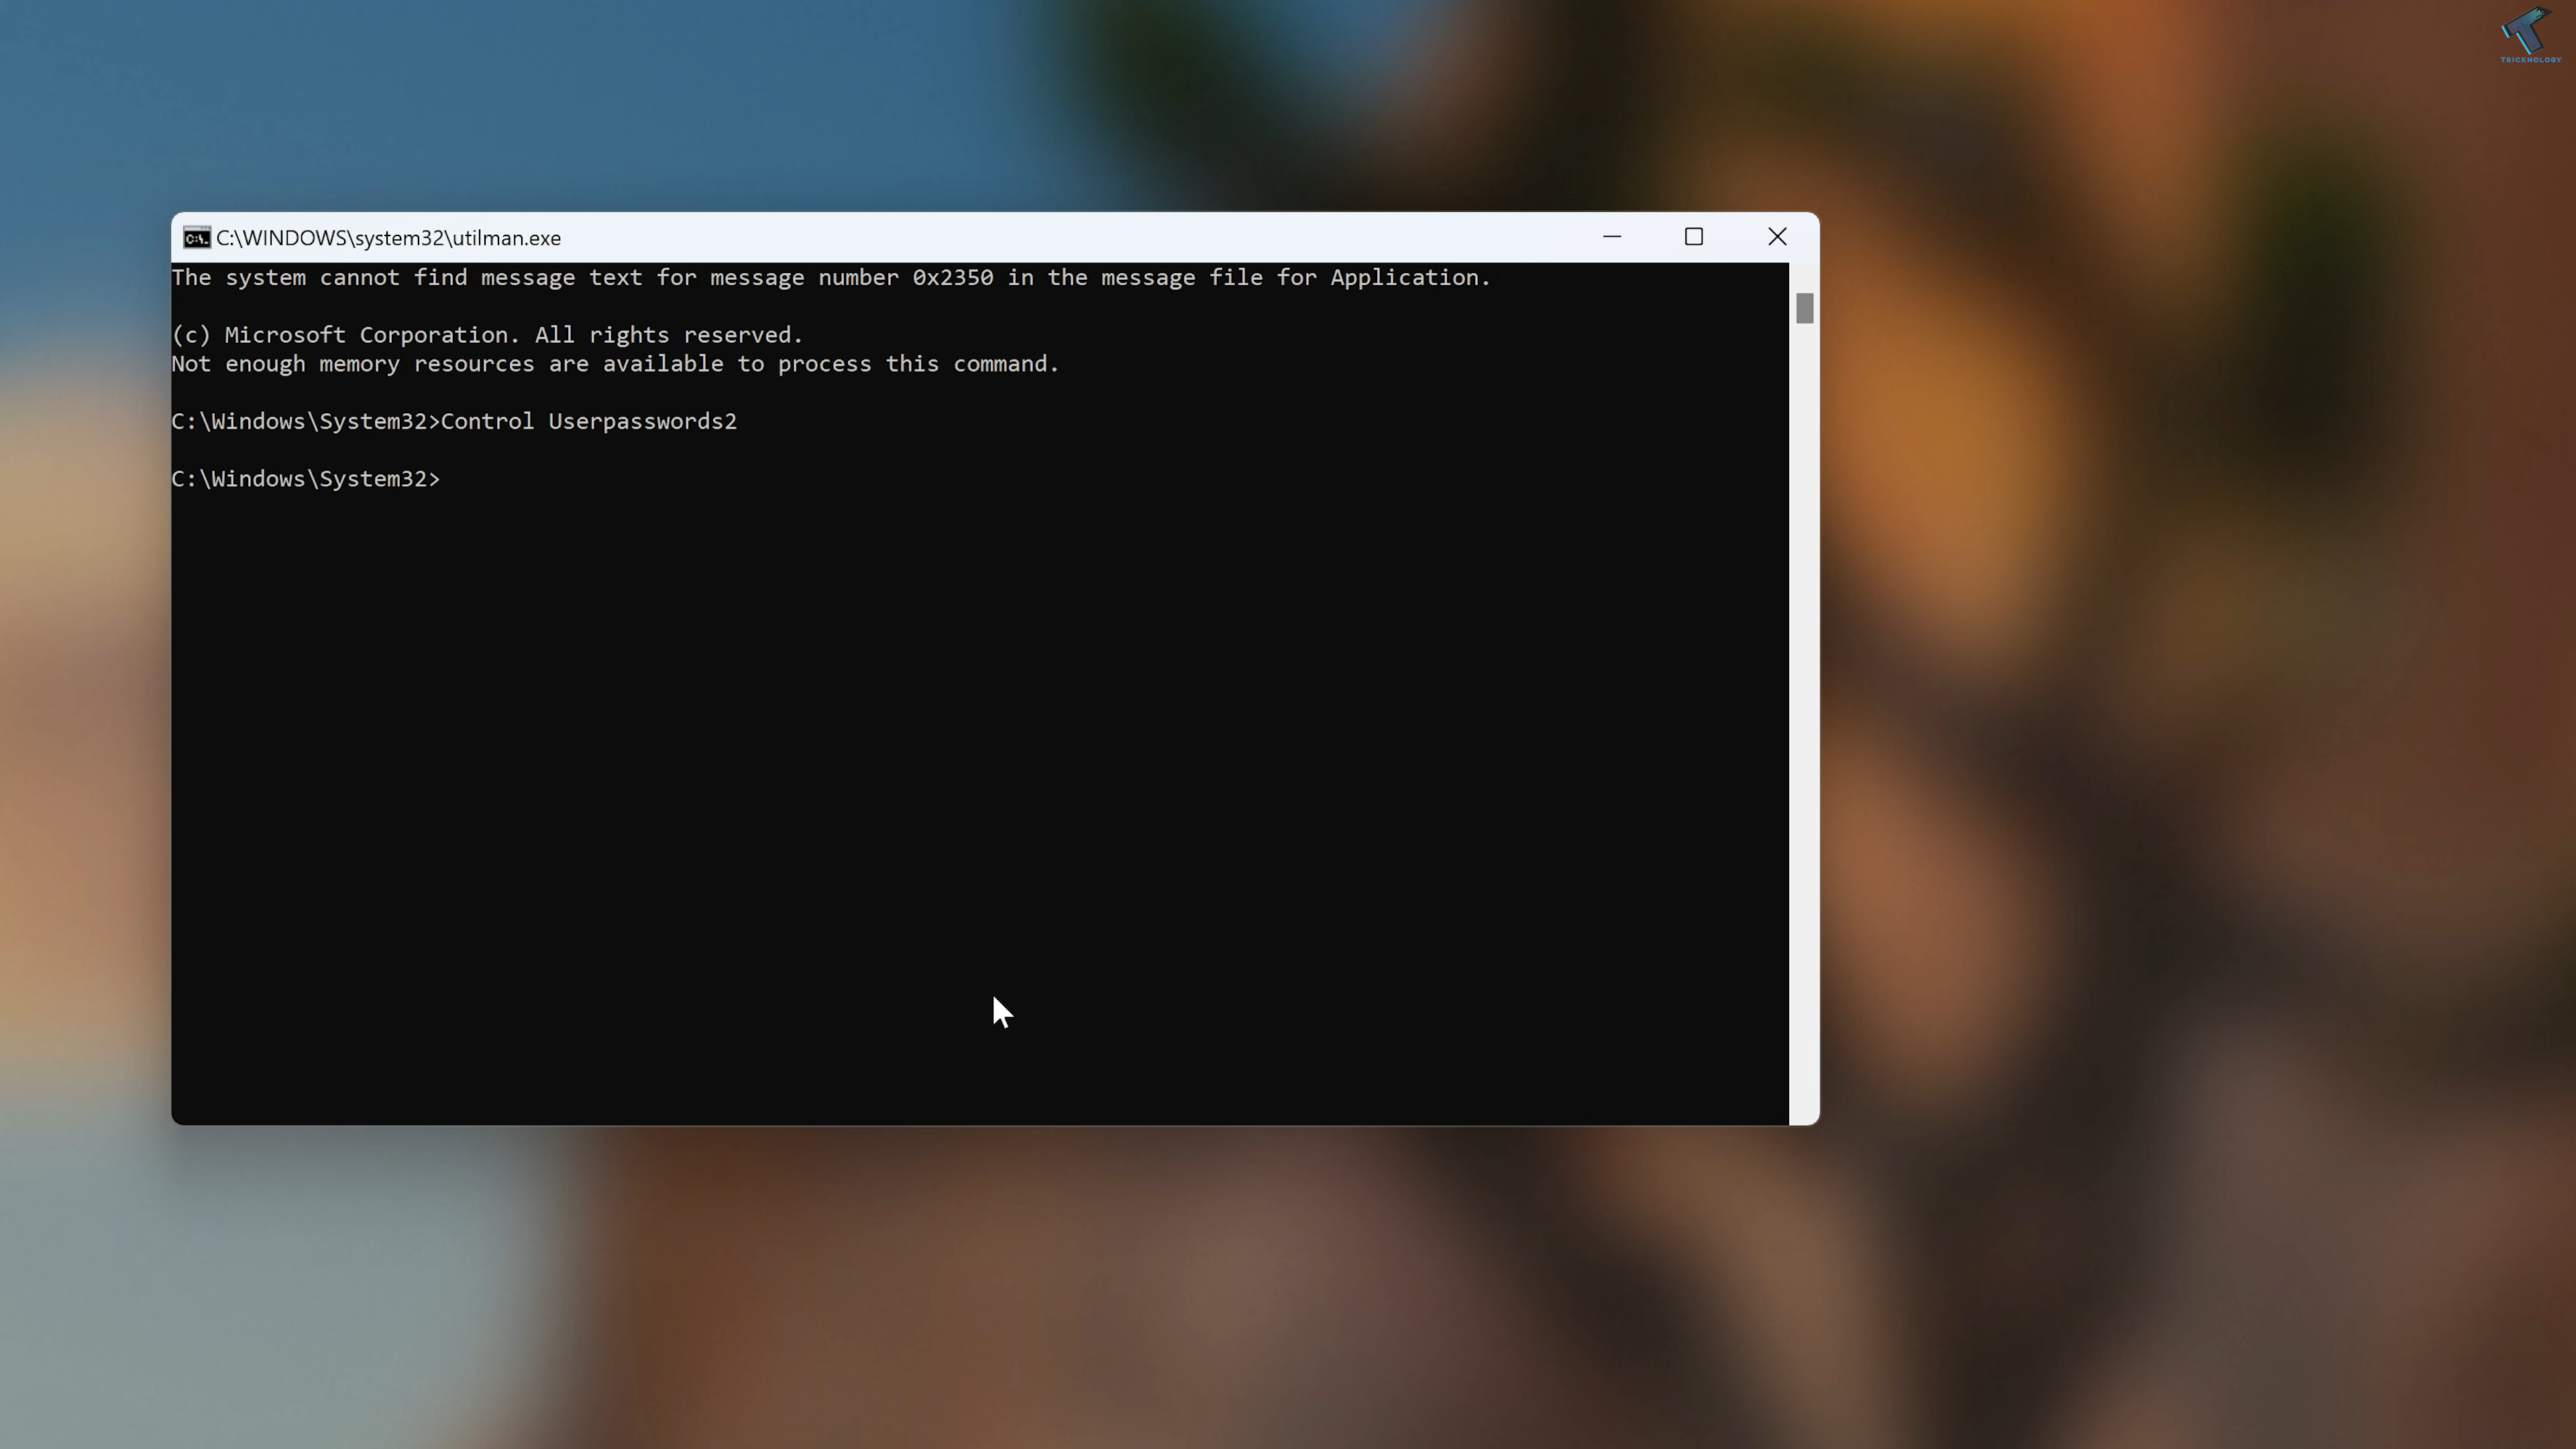 TRICKNOLOGY
C:\WINDOWS\system32\utilman.exe
The system cannot find message text for message number 0x2350 in the message file for Application.
(c) Microsoft Corporation. All rights reserved.
Not enough memory resources are available to process this command.
C:\Windows\System32>Control Userpasswords2
C:\Windows\System32>